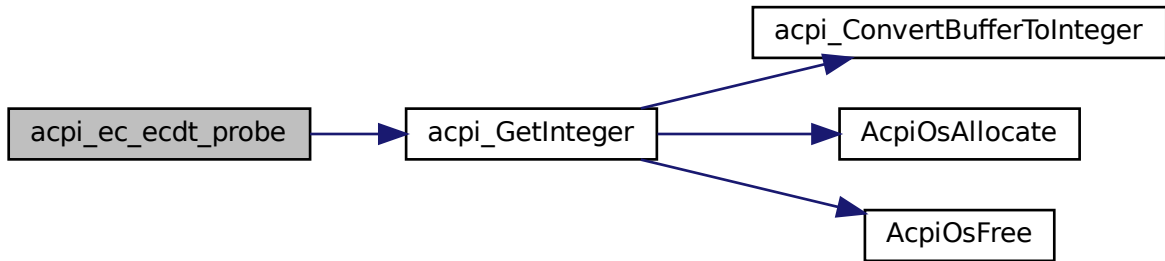 acpi_ec_ecdt_probe
acpi_GetInteger
acpi_ConvertBufferToInteger
AcpiOsAllocate
AcpiOsFree